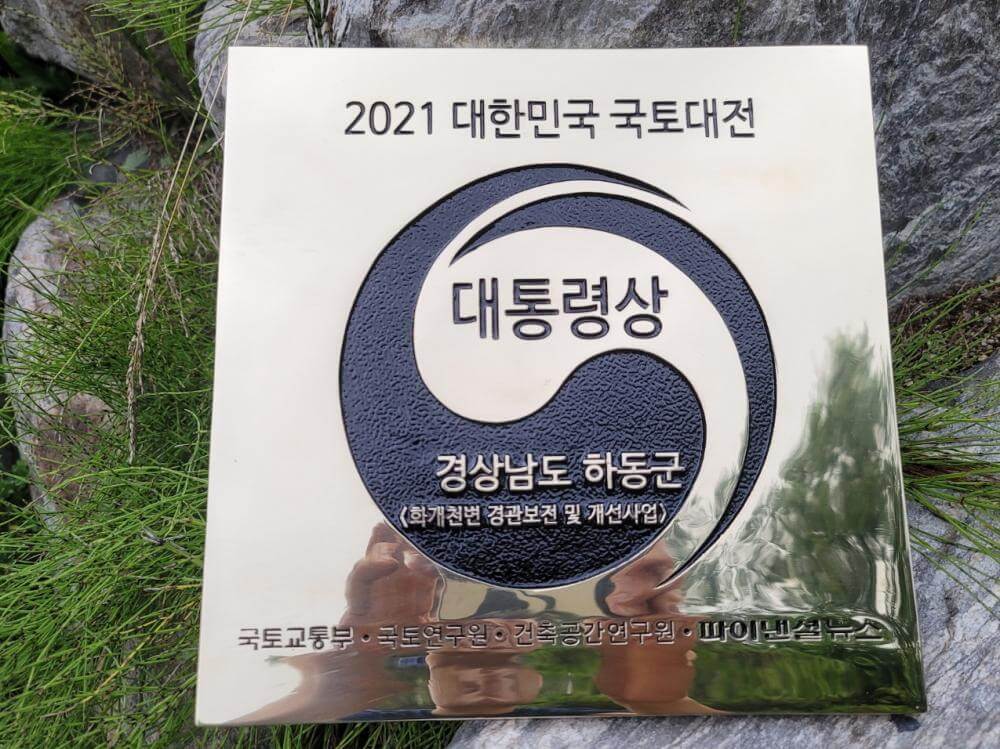 2021 대한민국 국토대전
대통령상
경상남도 하동군
〈화개천변 경관보전 및 개선사업〉
국토교통부·국토연구원·건축공간연구원·파이낸셜뉴스